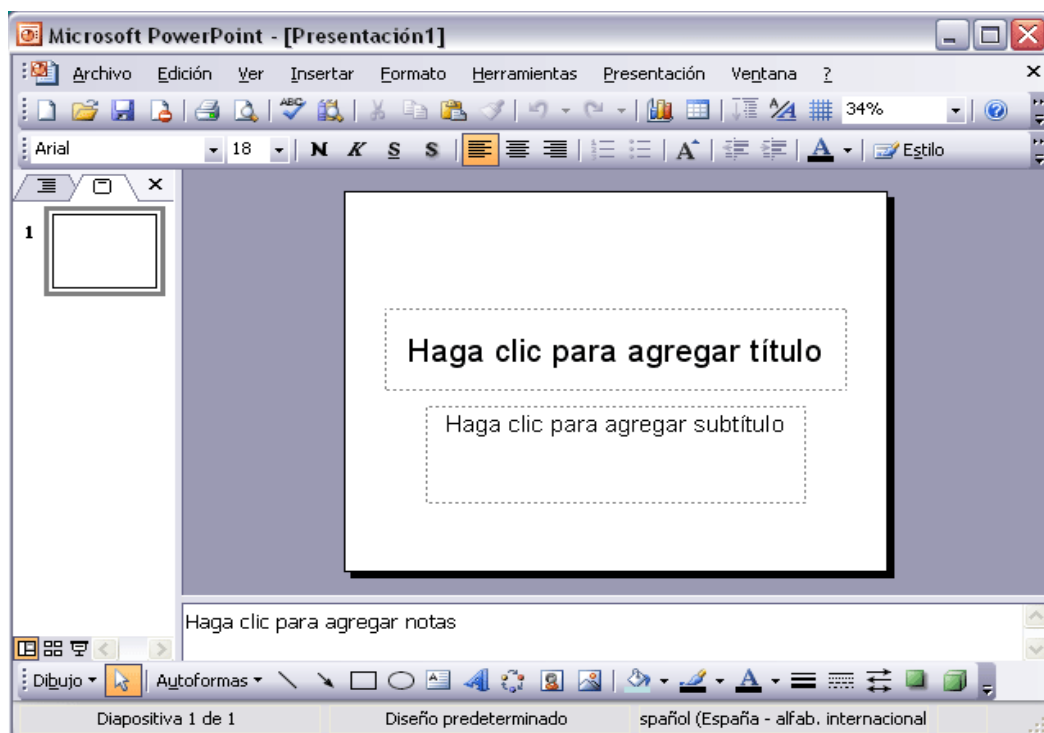 Microsoft PowerPoint - [Presentación1]
Archivo Edición Ver Insertar Formato Herramientas Presentación Ventana ?
ABC 34%
Arial 18 N K S S A A Estilo
1
Haga clic para agregar título
Haga clic para agregar subtítulo
Haga clic para agregar notas
Dibujo Autoformas A A
Diapositiva 1 de 1 Diseño predeterminado spañol (España - alfab. internacional